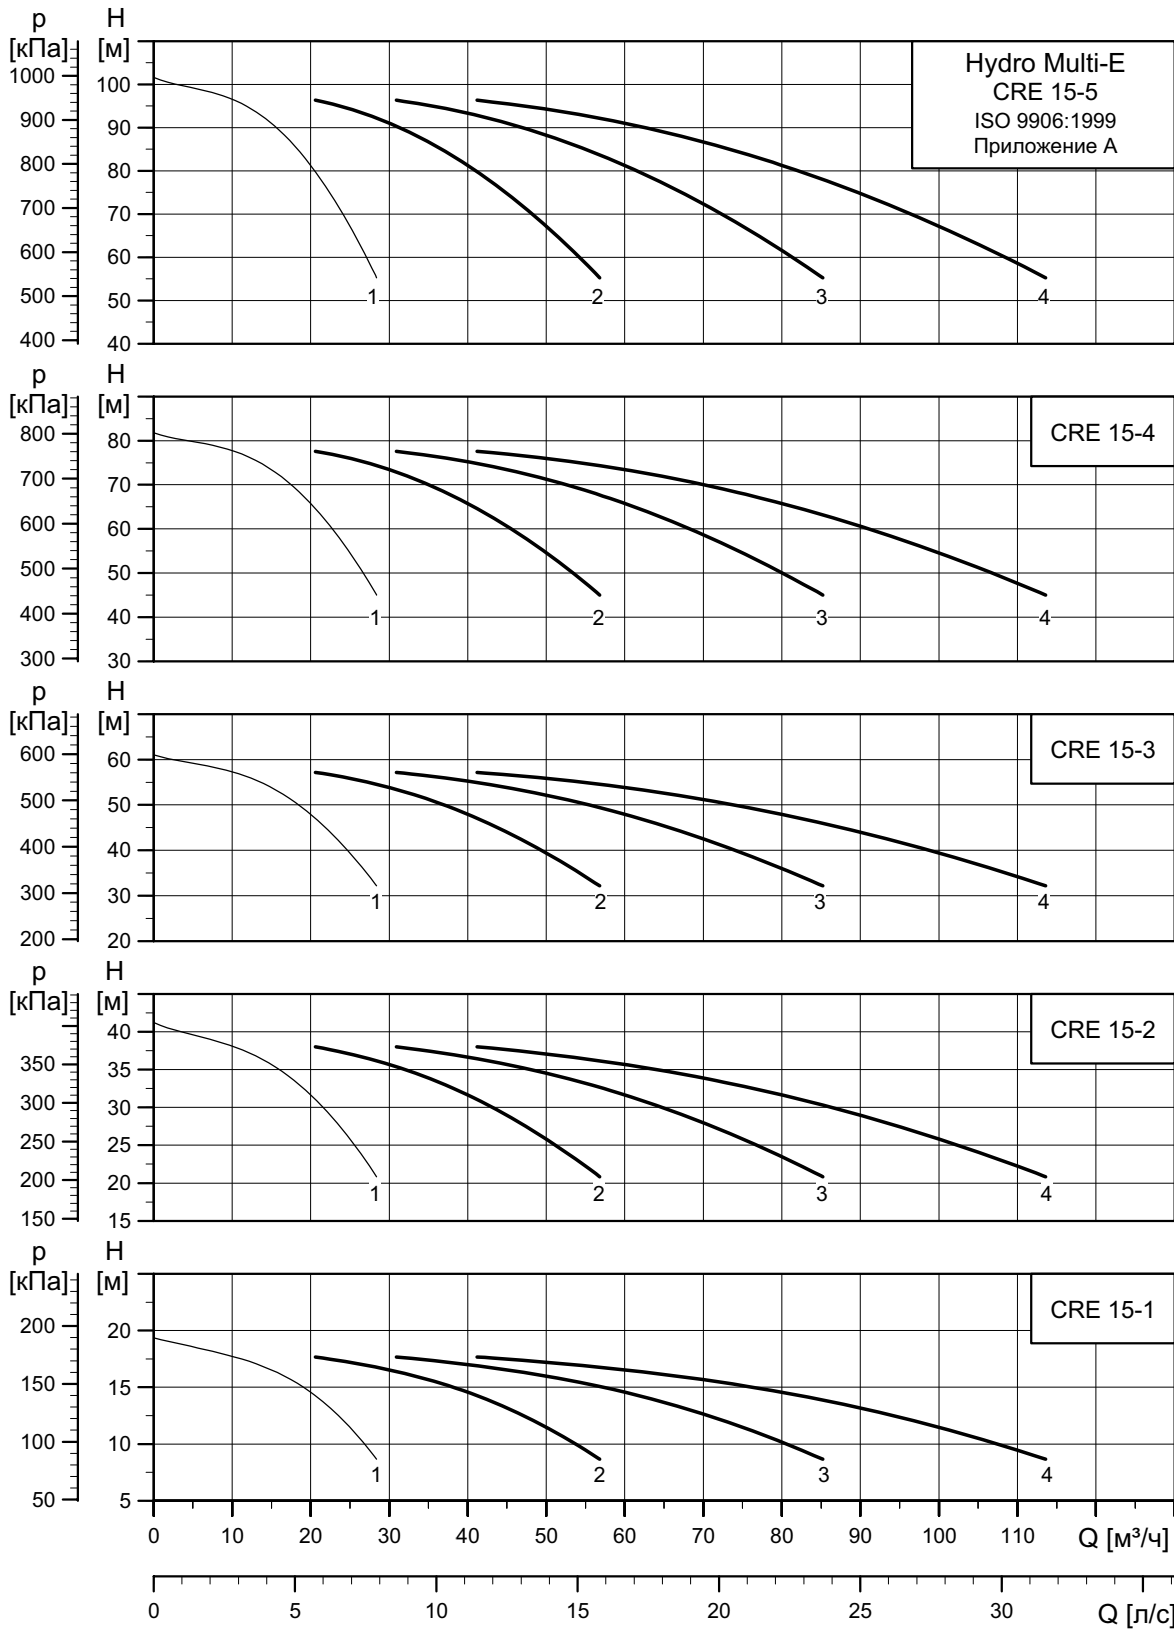 p H
[кПа] [м]
Hydro Multi-E
CRE 15-5
ISO 9906:1999
Приложение A
1000 100
900 90
800 80
700 70
600 60
500 50
400 40
1 2 3 4
p H
[кПа] [м]
CRE 15-4
800 80
700 70
600 60
500 50
400 40
300 30
1 2 3 4
p H
[кПа] [м]
CRE 15-3
600 60
500 50
400 40
300 30
200 20
1 2 3 4
p H
[кПа] [м]
CRE 15-2
40
350 35
300 30
250 25
200 20
150 15
1 2 3 4
p H
[кПа] [м]
CRE 15-1
200 20
150 15
100 10
50 5
1 2 3 4
0 10 20 30 40 50 60 70 80 90 100 110 Q [м³/ч]
0 5 10 15 20 25 30 Q [л/с]